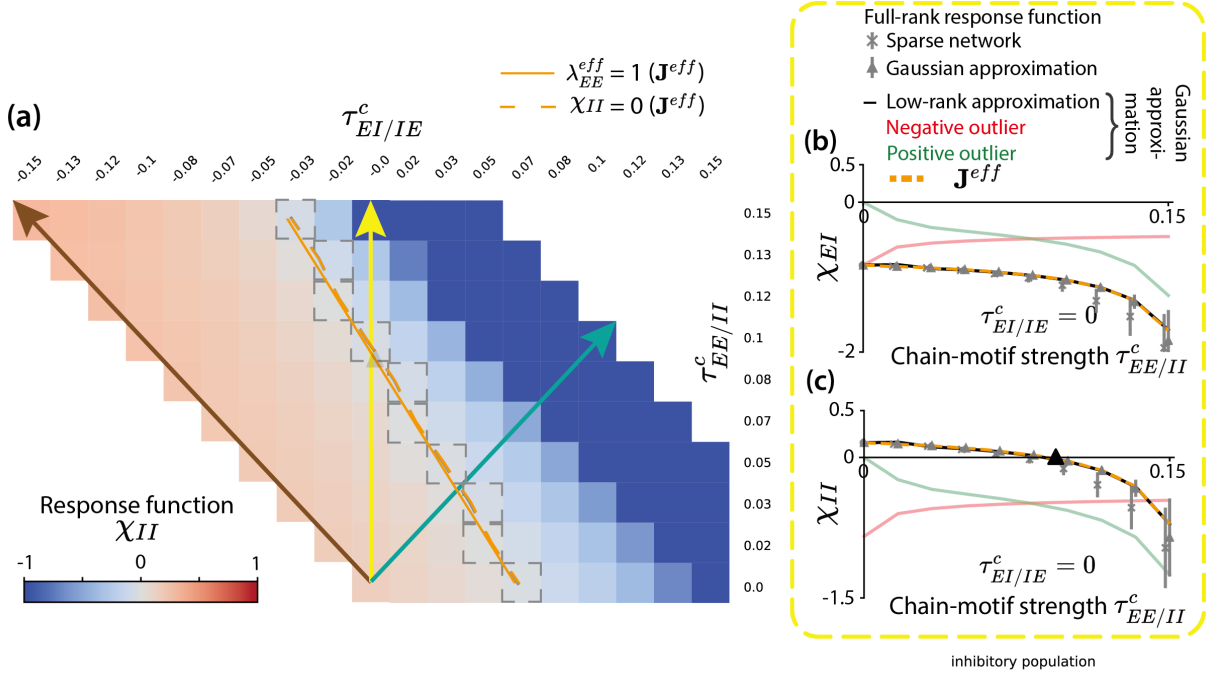 (a)
λ_EE^eff = 1 (J^eff)
χ_II = 0 (J^eff)
τ^c_EI/IE
-0.15 -0.13 -0.12 -0.1 -0.08 -0.07 -0.05 -0.03 -0.02 -0.0 0.02 0.03 0.05 0.07 0.08 0.1 0.12 0.13 0.15
0.15
0.13
0.12
0.1
0.08
0.07
0.05
0.03
0.02
0.0
τ^c_EE/II
Response function
χ_II
-1 0 1
Full-rank response function
Sparse network
Gaussian approximation
Low-rank approximation
Negative outlier
Positive outlier
J^eff
Gaussian
approxi-
mation
(b)
0.5
0
-2
0 0.15
χ_EI
τ^c_EI/IE = 0
Chain-motif strength τ^c_EE/II
(c)
0.5
0
-1.5
0 0.15
χ_II
τ^c_EI/IE = 0
Chain-motif strength τ^c_EE/II
inhibitory population